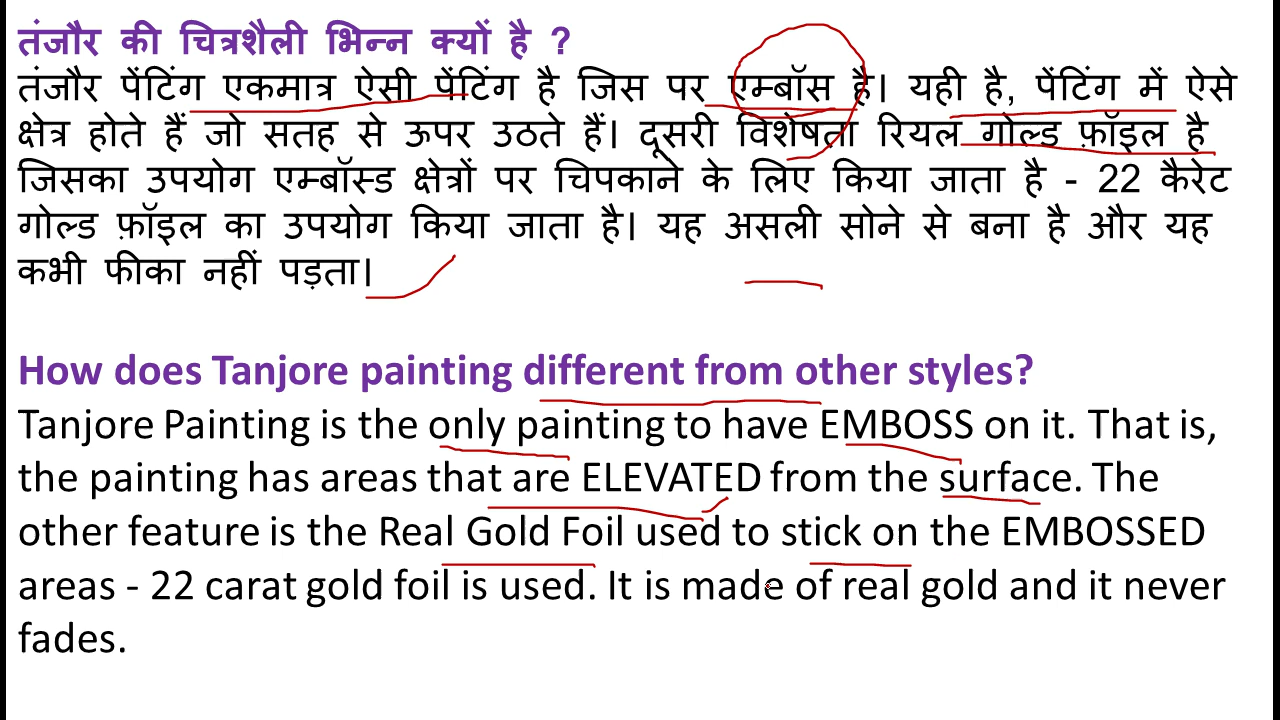 तंजौर की चित्रशैली भिन्न क्यों है ?
तंजौर पेंटिंग एकमात्र ऐसी पेंटिंग है जिस पर एम्बॉस है। यही है, पेंटिंग में ऐसे
क्षेत्र होते हैं जो सतह से ऊपर उठते हैं। दूसरी विशेषता रियल गोल्ड फ़ॉइल है
जिसका उपयोग एम्बॉस्ड क्षेत्रों पर चिपकाने के लिए किया जाता है - 22 कैरेट
गोल्ड फ़ॉइल का उपयोग किया जाता है। यह असली सोने से बना है और यह
कभी फीका नहीं पड़ता।
How does Tanjore painting different from other styles?
Tanjore Painting is the only painting to have EMBOSS on it. That is,
the painting has areas that are ELEVATED from the surface. The
other feature is the Real Gold Foil used to stick on the EMBOSSED
areas - 22 carat gold foil is used. It is made of real gold and it never
fades.